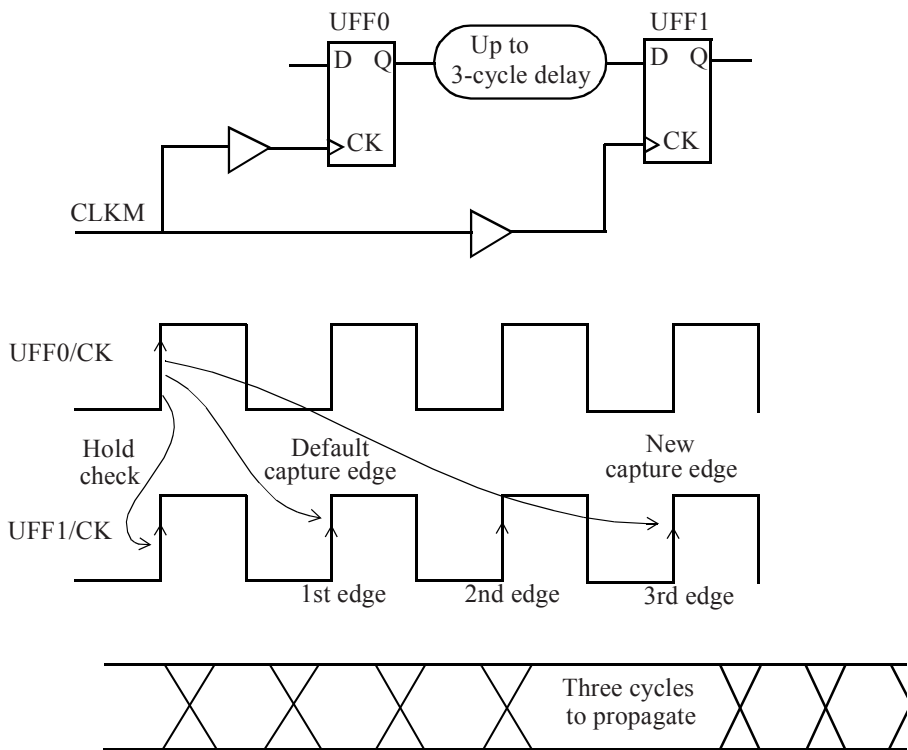 UFF0
UFF1
D Q
Up to
3-cycle delay
D Q
CK
CK
CLKM
UFF0/CK
Hold
check
Default
capture edge
New
capture edge
UFF1/CK
1st edge
2nd edge
3rd edge
Three cycles
to propagate